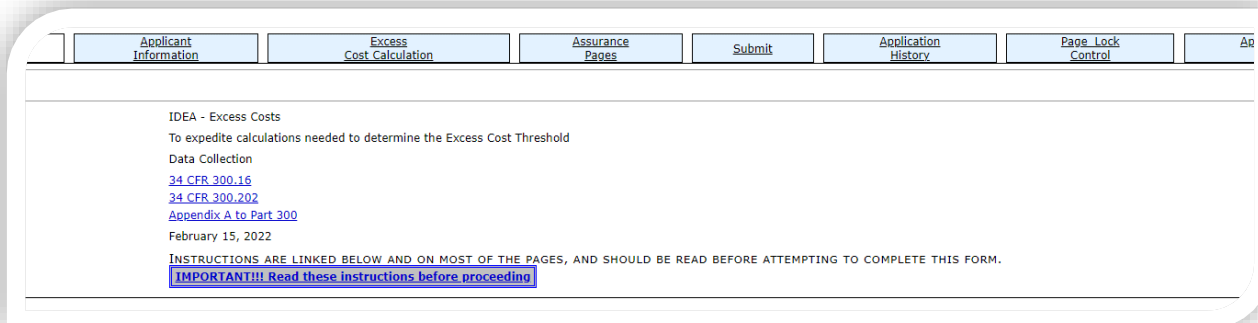 Applicant
Information
Excess
Cost Calculation
Assurance
Pages
Submit
Application
History
Page Lock
Control
Ap
IDEA - Excess Costs
To expedite calculations needed to determine the Excess Cost Threshold
Data Collection
34 CFR 300.16
34 CFR 300.202
Appendix A to Part 300
February 15, 2022
INSTRUCTIONS ARE LINKED BELOW AND ON MOST OF THE PAGES, AND SHOULD BE READ BEFORE ATTEMPTING TO COMPLETE THIS FORM.
IMPORTANT!!! Read these instructions before proceeding